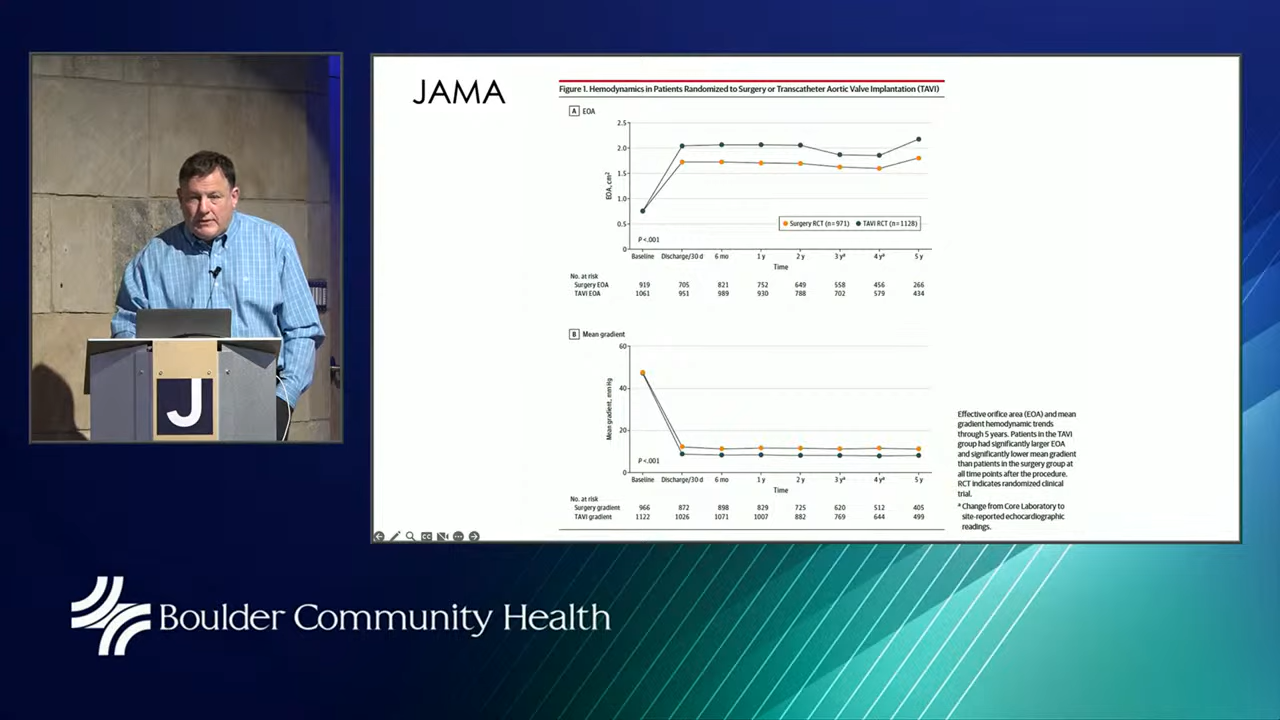 JAMA
Figure 1. Hemodynamics in Patients Randomized to Surgery or Transcatheter Aortic Valve Implantation (TAVI)
A EOA
2.5
2.0
1.5
1.0
0.5
0
EOA, cm²
P<.001
Surgery RCT (n=971) TAVI RCT (n=1128)
Baseline Discharge/30 d 6 mo 1 y 2 y 3 yᵃ 4 yᵃ 5 y
Time
No. at risk
Surgery EOA 919 705 821 752 649 558 456 266
TAVI EOA 1061 951 989 930 788 702 579 434
B Mean gradient
60
40
20
0
Mean gradient, mm Hg
P<.001
Baseline Discharge/30 d 6 mo 1 y 2 y 3 yᵃ 4 yᵃ 5 y
Time
No. at risk
Surgery gradient 966 872 898 829 725 620 512 405
TAVI gradient 1122 1026 1071 1007 882 769 644 499
Effective orifice area (EOA) and mean
gradient hemodynamic trends
through 5 years. Patients in the TAVI
group had significantly larger EOA
and significantly lower mean gradient
than patients in the surgery group at
all time points after the procedure.
RCT indicates randomized clinical
trial.
ᵃ Change from Core Laboratory to
site-reported echocardiographic
readings.
CC
J
Boulder Community Health